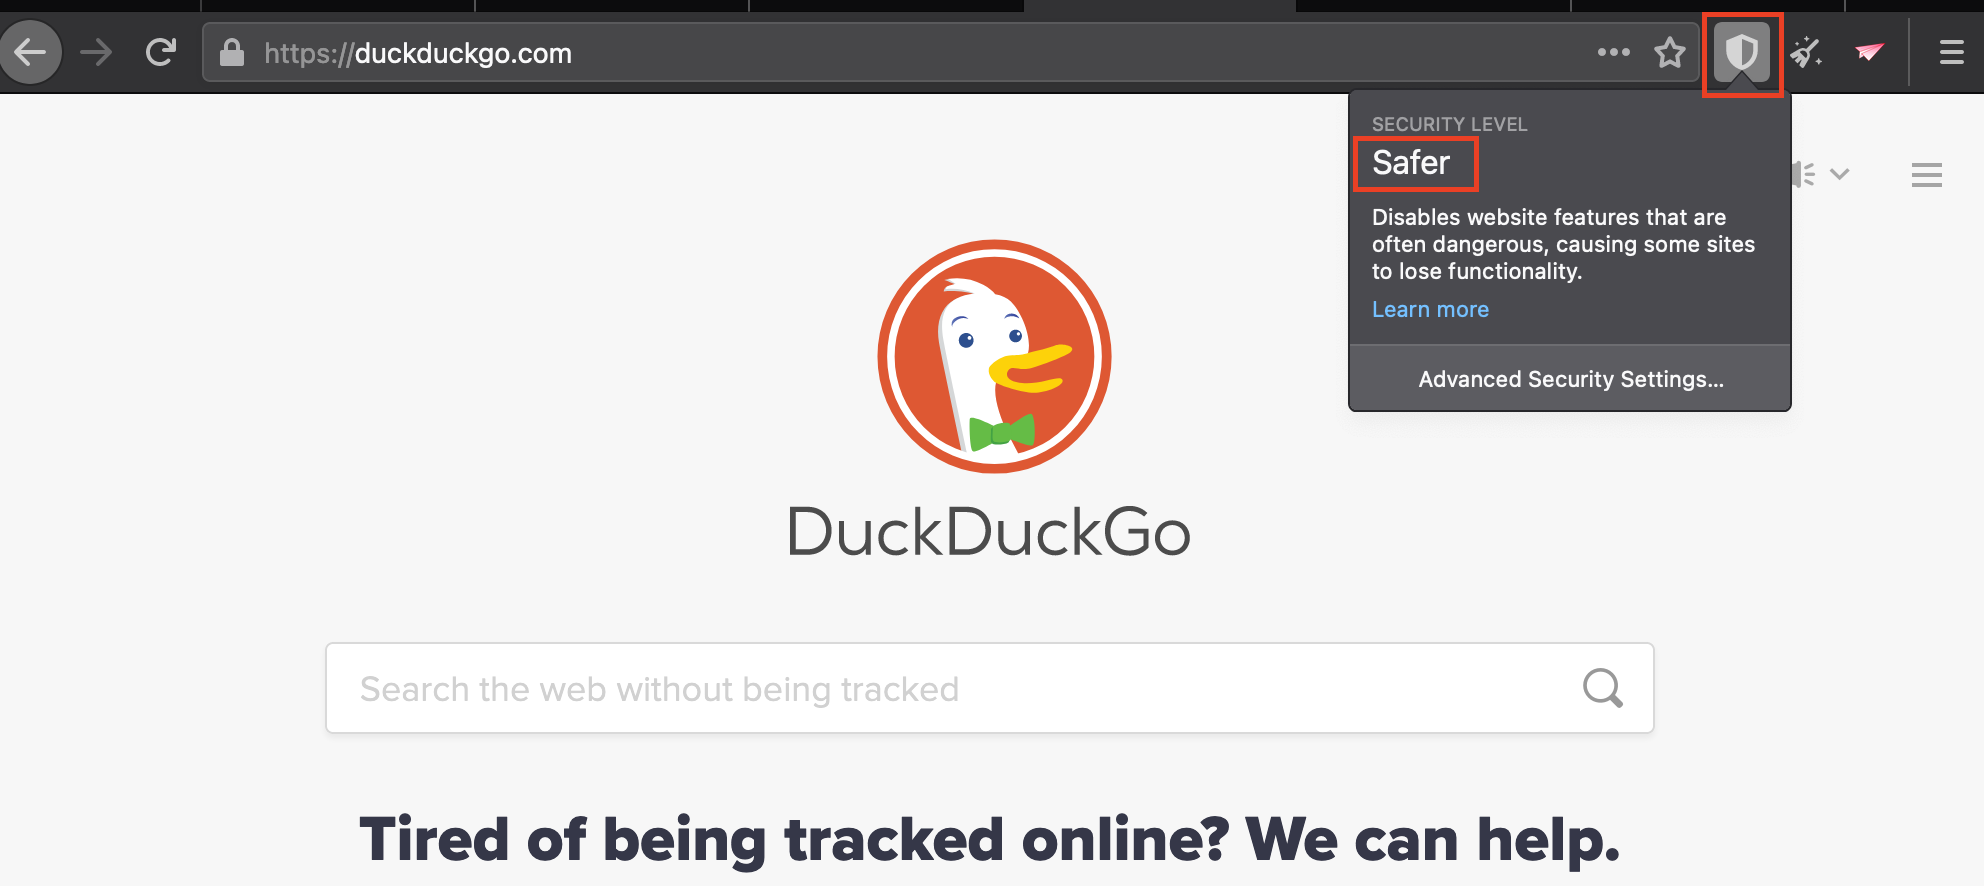 https://duckduckgo.com
SECURITY LEVEL
Safer
Disables website features that are
often dangerous, causing some sites
to lose functionality.
Learn more
Advanced Security Settings...
DuckDuckGo
Search the web without being tracked
Tired of being tracked online? We can help.